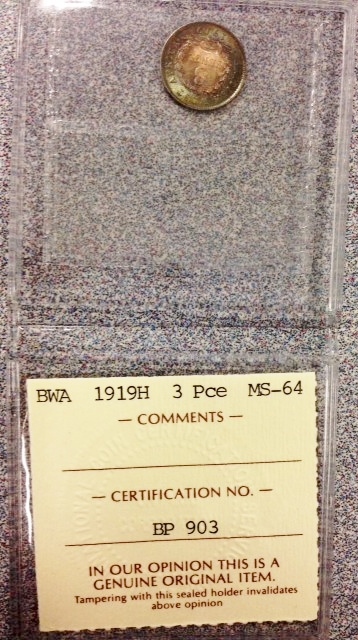 BWA 1919H 3 Pce MS-64
— COMMENTS —
— CERTIFICATION NO. —
BP 903
IN OUR OPINION THIS IS A
GENUINE ORIGINAL ITEM.
Tampering with this sealed holder invalidates
above opinion